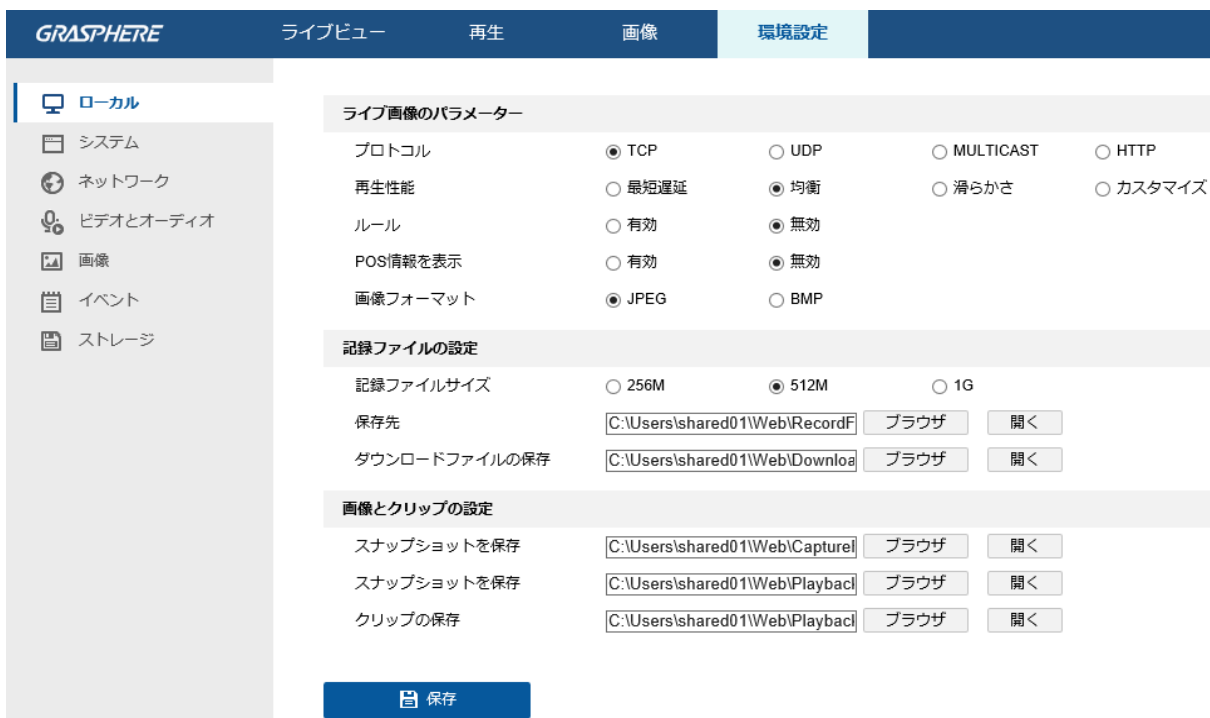 GRASPHERE ライブビュー 再生 画像 環境設定
ローカル
システム
ネットワーク
ビデオとオーディオ
画像
イベント
ストレージ
ライブ画像のパラメーター
プロトコル TCP UDP MULTICAST HTTP
再生性能 最短遅延 均衡 滑らかさ カスタマイズ
ルール 有効 無効
POS情報を表示 有効 無効
画像フォーマット JPEG BMP
記録ファイルの設定
記録ファイルサイズ 256M 512M 1G
保存先 C:\Users\shared01\Web\RecordF ブラウザ 開く
ダウンロードファイルの保存 C:\Users\shared01\Web\Downloa ブラウザ 開く
画像とクリップの設定
スナップショットを保存 C:\Users\shared01\Web\Capture ブラウザ 開く
スナップショットを保存 C:\Users\shared01\Web\Playbac ブラウザ 開く
クリップの保存 C:\Users\shared01\Web\Playbac ブラウザ 開く
保存